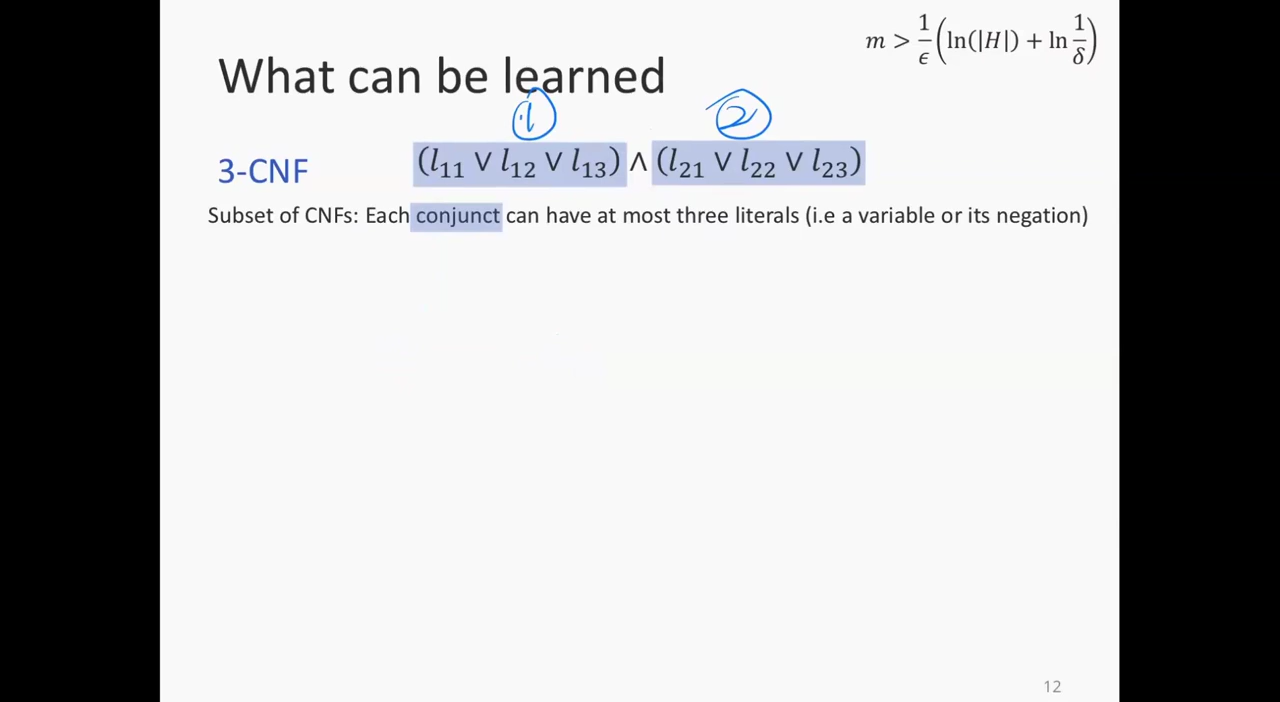 m > 1/ϵ (ln(|H|) + ln 1/δ)
What can be learned
1 2
3-CNF (l₁₁ ∨ l₁₂ ∨ l₁₃) ∧ (l₂₁ ∨ l₂₂ ∨ l₂₃)
Subset of CNFs: Each conjunct can have at most three literals (i.e a variable or its negation)
12